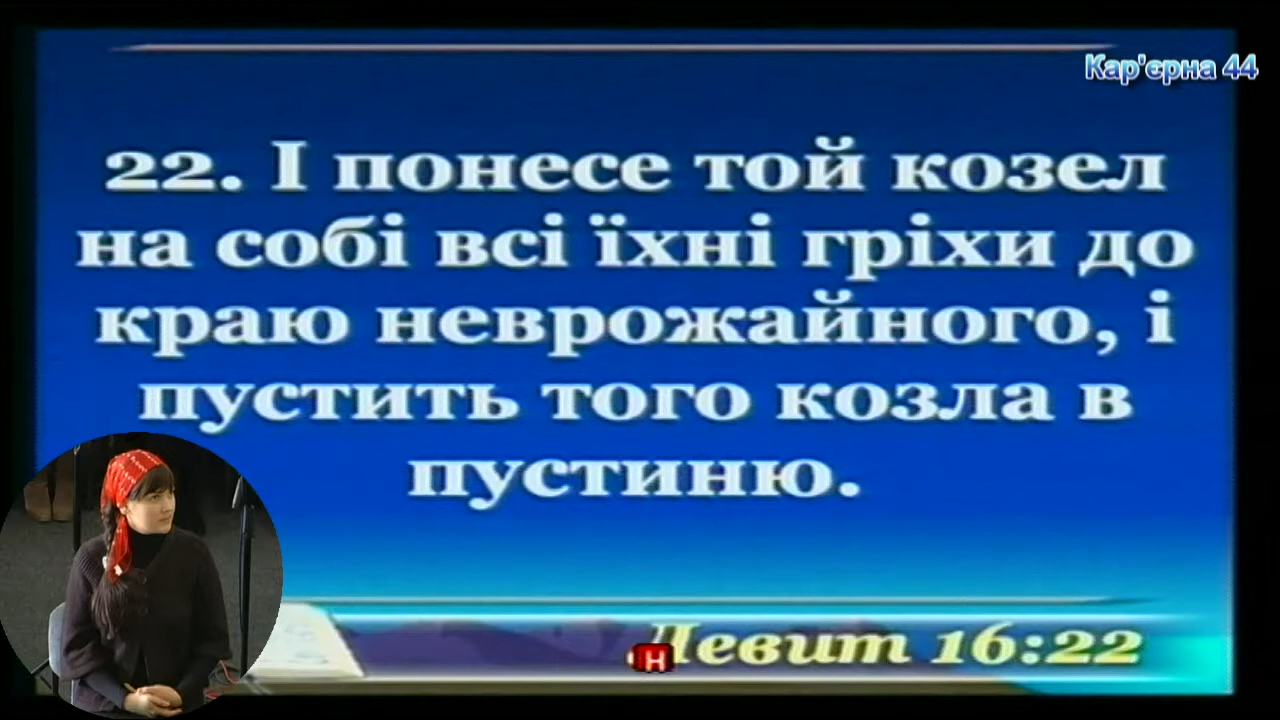 Кар'єрна 44
22. І понесе той козел
на собі всі їхні гріхи до
краю неврожайного, і
пустить того козла в
пустиню.
Левит 16:22
Н